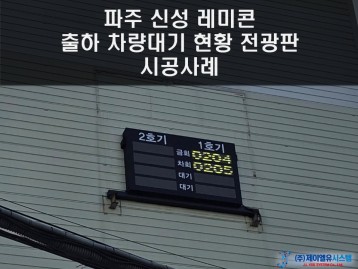 파주 신성 레미콘
출하 차량대기 현황 전광판
시공사례
2호기 1호기
금회 0204
차회 0205
대기
대기
(주)제이엠유시스템